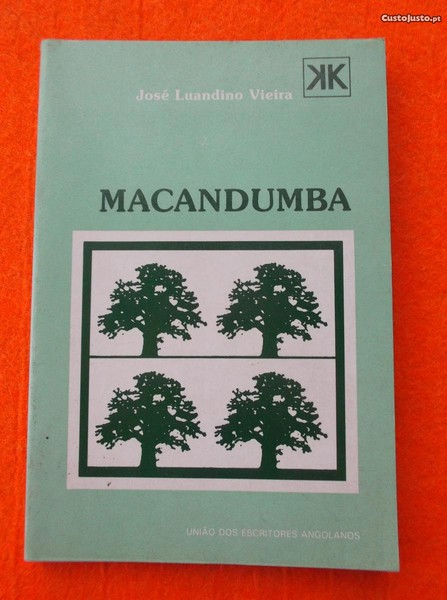 CustoJusto.pt
José Luandino Vieira
KK
MACANDUMBA
UNIÃO DOS ESCRITORES ANGOLANOS